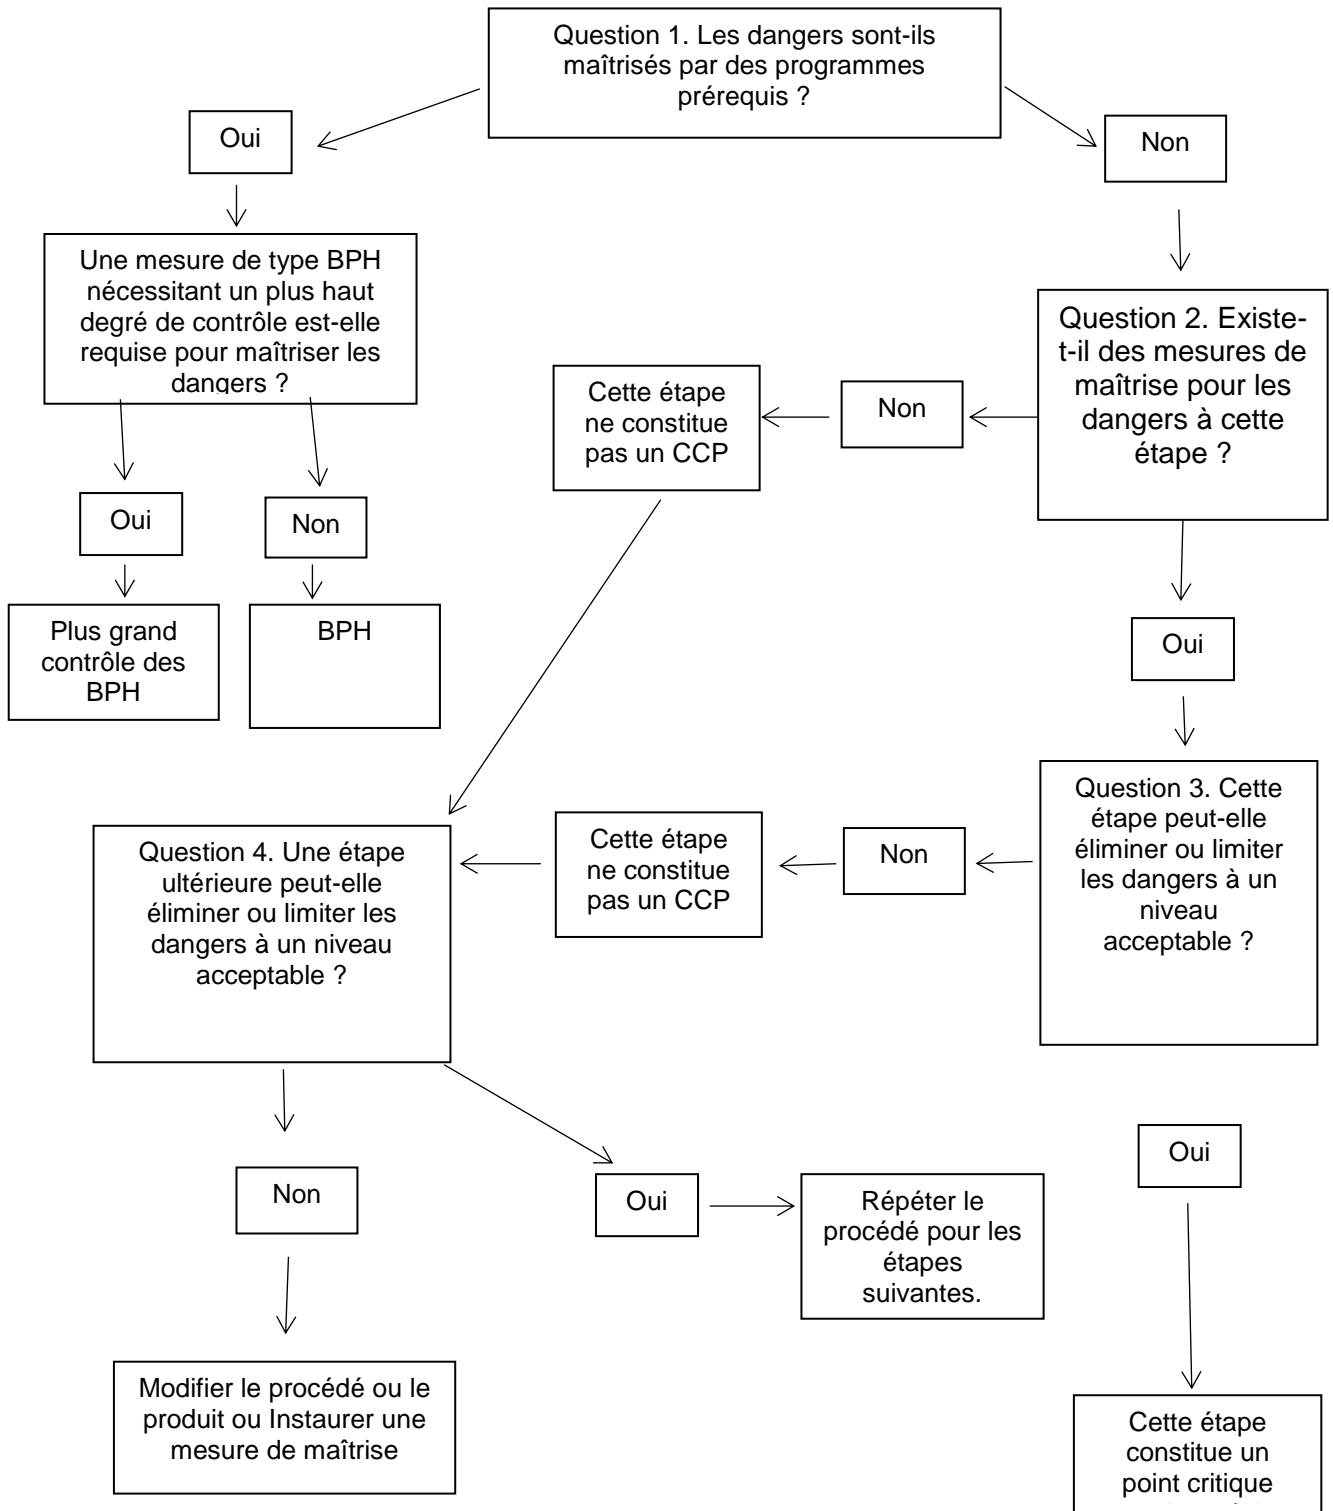 Question 1. Les dangers sont-ils
maîtrisés par des programmes
prérequis ?
Oui
Non
Une mesure de type BPH
nécessitant un plus haut
degré de contrôle est-elle
requise pour maîtriser les
dangers ?
Question 2. Existe-
t-il des mesures de
maîtrise pour les
dangers à cette
étape ?
Non
Cette étape
ne constitue
pas un CCP
Oui
Non
Plus grand
contrôle des
BPH
BPH
Oui
Question 3. Cette
étape peut-elle
éliminer ou limiter
les dangers à un
niveau
acceptable ?
Non
Cette étape
ne constitue
pas un CCP
Question 4. Une étape
ultérieure peut-elle
éliminer ou limiter les
dangers à un niveau
acceptable ?
Oui
Non
Oui
Répéter le
procédé pour les
étapes
suivantes.
Modifier le procédé ou le
produit ou Instaurer une
mesure de maîtrise
Cette étape
constitue un
point critique